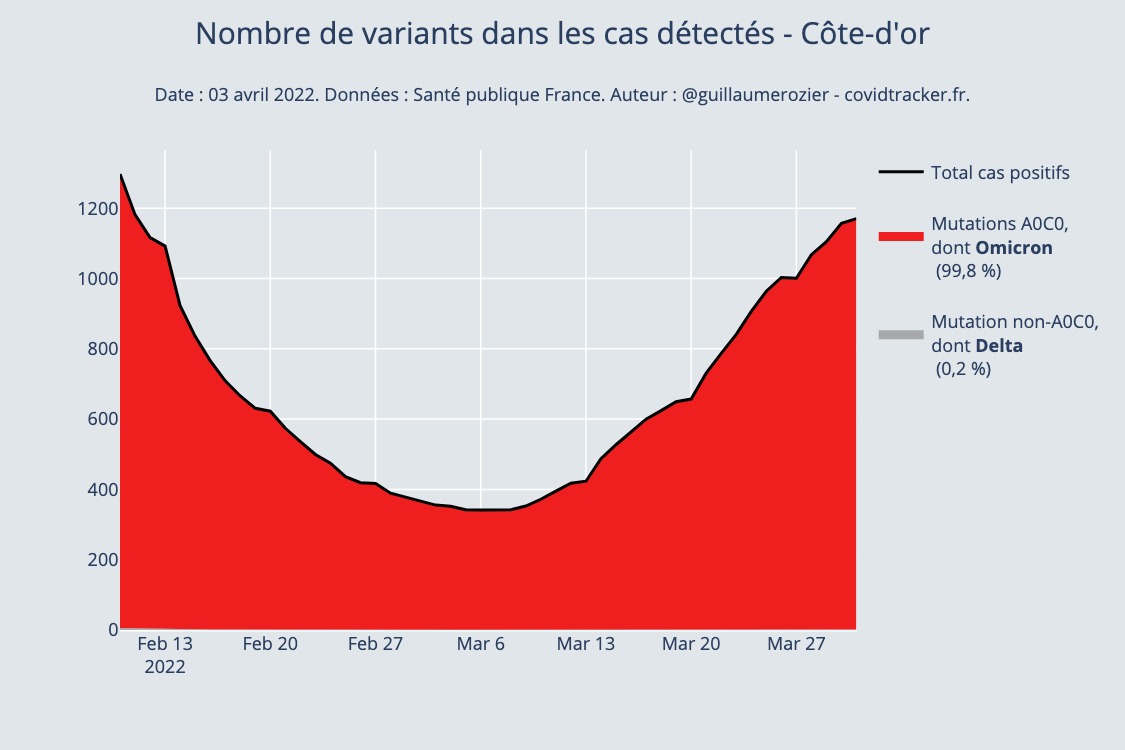 Nombre de variants dans les cas détectés - Côte-d'or
Date : 03 avril 2022. Données : Santé publique France. Auteur : @guillaumerozier - covidtracker.fr.
Total cas positifs
Mutations A0C0,
dont Omicron
(99,8 %)
Mutation non-A0C0,
dont Delta
(0,2 %)
1200
1000
800
600
400
200
0
Feb 13 Feb 20 Feb 27 Mar 6 Mar 13 Mar 20 Mar 27
2022